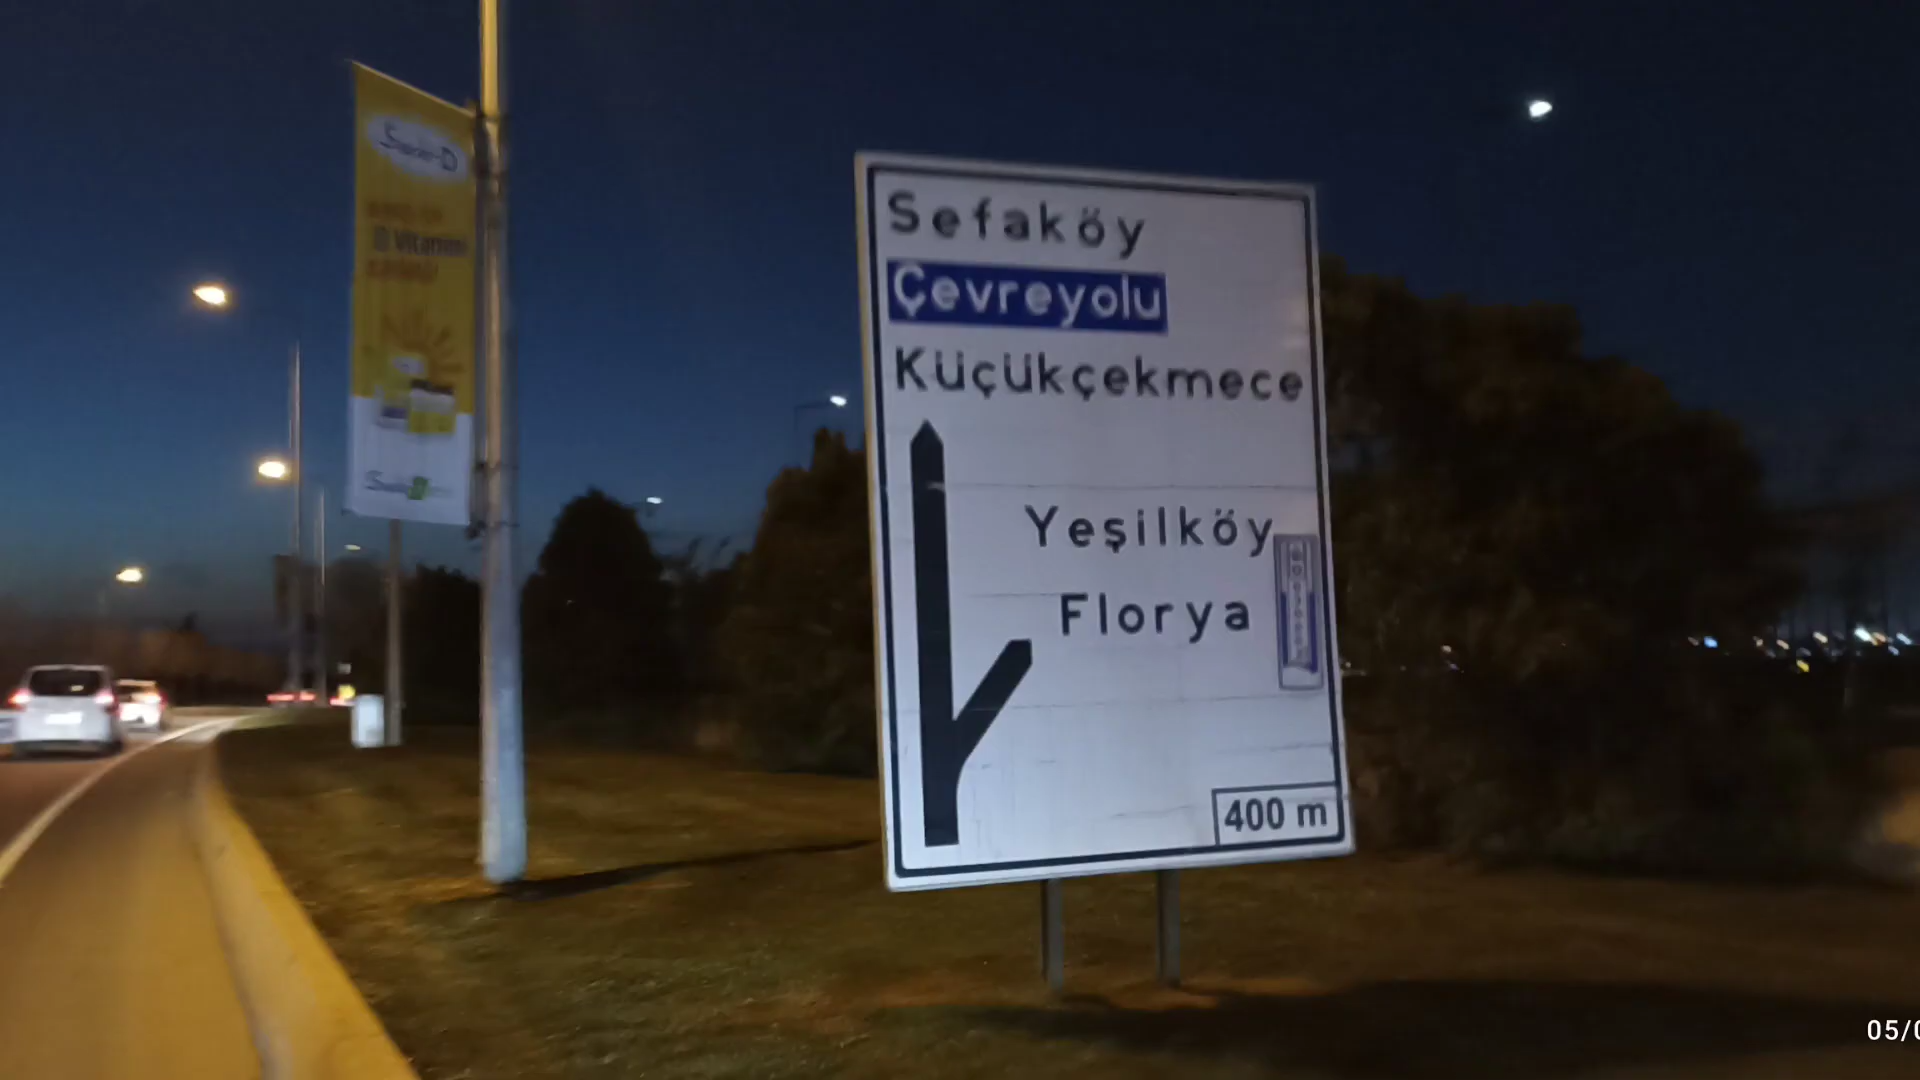 Sefaköy
Çevreyolu
Küçükçekmece
Yeşilköy
Florya
400 m
D Vitamini
05/0